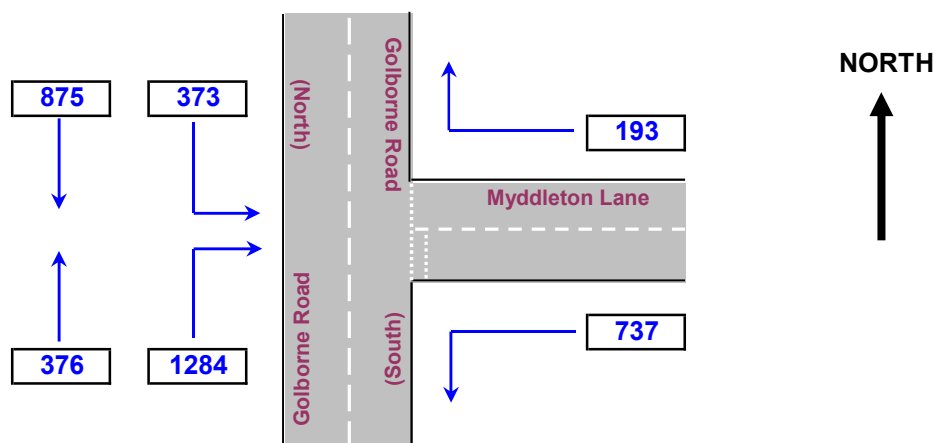 875
373
376
1284
Golborne Road
(North)
Golborne Road
(South)
Myddleton Lane
193
737
NORTH